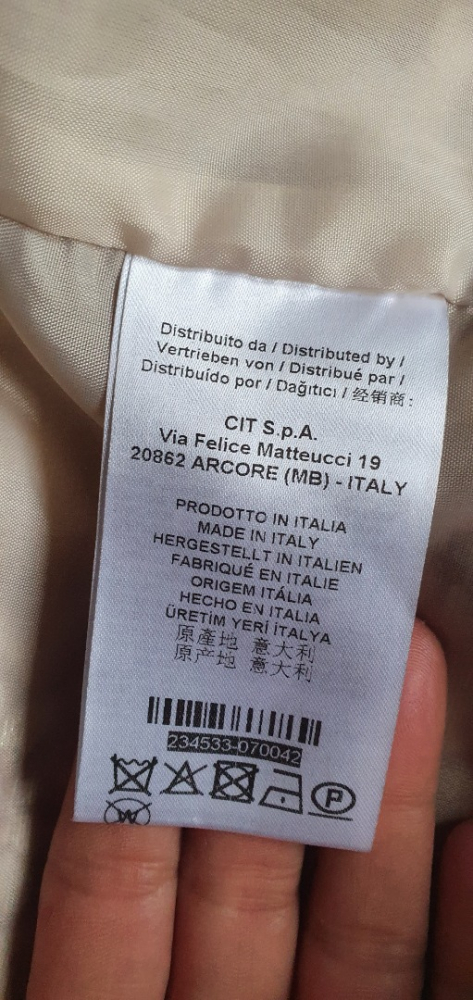 Distribuito da / Distributed by /
Vertrieben von / Distribué par /
Distribuído por / Dağıtıcı / 经销商:
CIT S.p.A.
Via Felice Matteucci 19
20862 ARCORE (MB) - ITALY
PRODOTTO IN ITALIA
MADE IN ITALY
HERGESTELLT IN ITALIEN
FABRIQUÉ EN ITALIE
ORIGEM ITÁLIA
HECHO EN ITALIA
ÜRETİM YERİ İTALYA
原產地 意大利
原产地 意大利
234533-070042
P
W